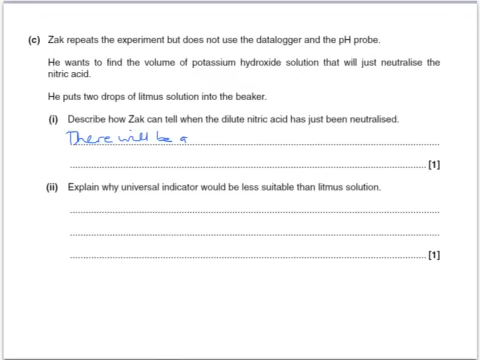 (c) Zak repeats the experiment but does not use the datalogger and the pH probe.
He wants to find the volume of potassium hydroxide solution that will just neutralise the
nitric acid.
He puts two drops of litmus solution into the beaker.
(i) Describe how Zak can tell when the dilute nitric acid has just been neutralised.
There will be a
[1]
(ii) Explain why universal indicator would be less suitable than litmus solution.
[1]